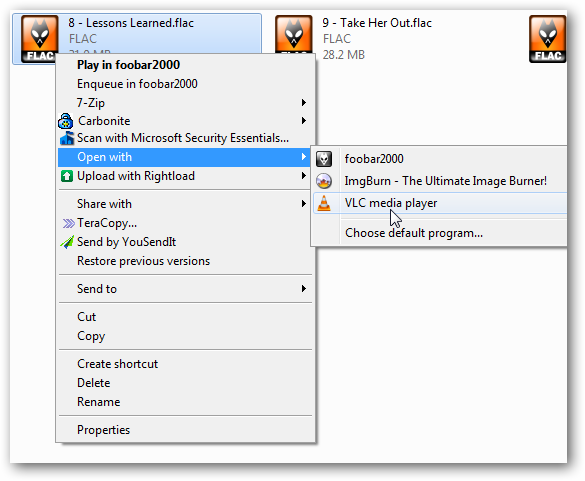 8 - Lessons Learned.flac
FLAC
9 - Take Her Out.flac
FLAC
28.2 MB
FLAC
FLAC
FLAC
Play in foobar2000
Enqueue in foobar2000
7-Zip
Carbonite
Scan with Microsoft Security Essentials...
Open with
Upload with Rightload
Share with
TeraCopy...
Send by YouSendIt
Restore previous versions
Send to
Cut
Copy
Create shortcut
Delete
Rename
Properties
foobar2000
ImgBurn - The Ultimate Image Burner!
VLC media player
Choose default program...